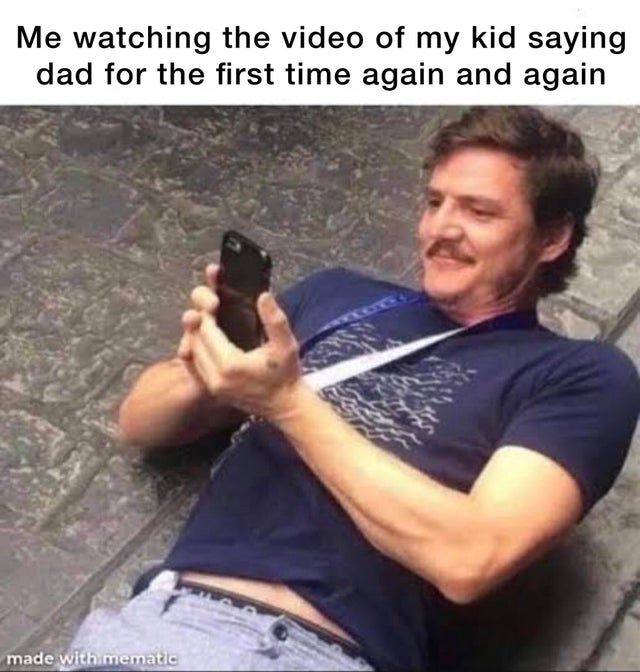 Me watching the video of my kid saying
dad for the first time again and again
made with mematic